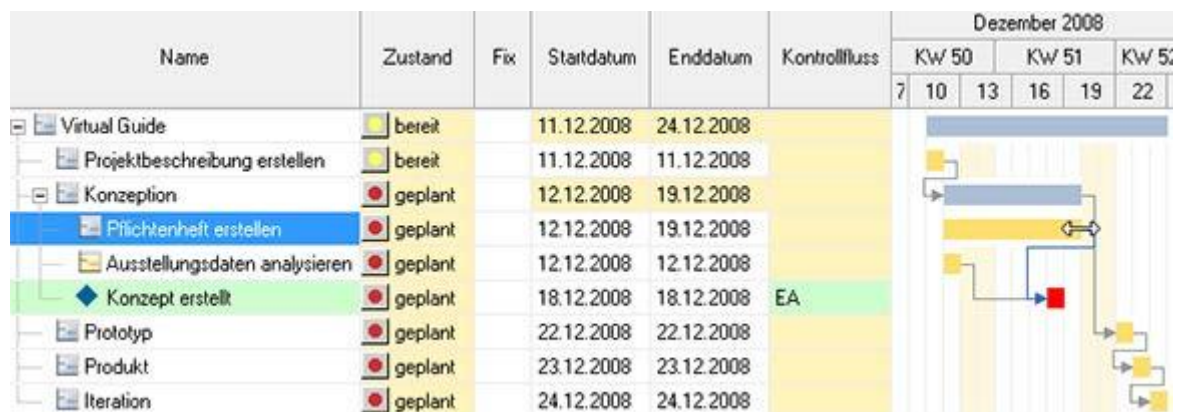 Dezember 2008
Name Zustand Fix Startdatum Enddatum Kontrollfluss KW 50 KW 51 KW 52
7 10 13 16 19 22
Virtual Guide bereit 11.12.2008 24.12.2008
Projektbeschreibung erstellen bereit 11.12.2008 11.12.2008
Konzeption geplant 12.12.2008 19.12.2008
Pflichtenheft erstellen geplant 12.12.2008 19.12.2008
Ausstellungsdaten analysieren geplant 12.12.2008 12.12.2008
Konzept erstellt geplant 18.12.2008 18.12.2008 EA
Prototyp geplant 22.12.2008 22.12.2008
Produkt geplant 23.12.2008 23.12.2008
Iteration geplant 24.12.2008 24.12.2008